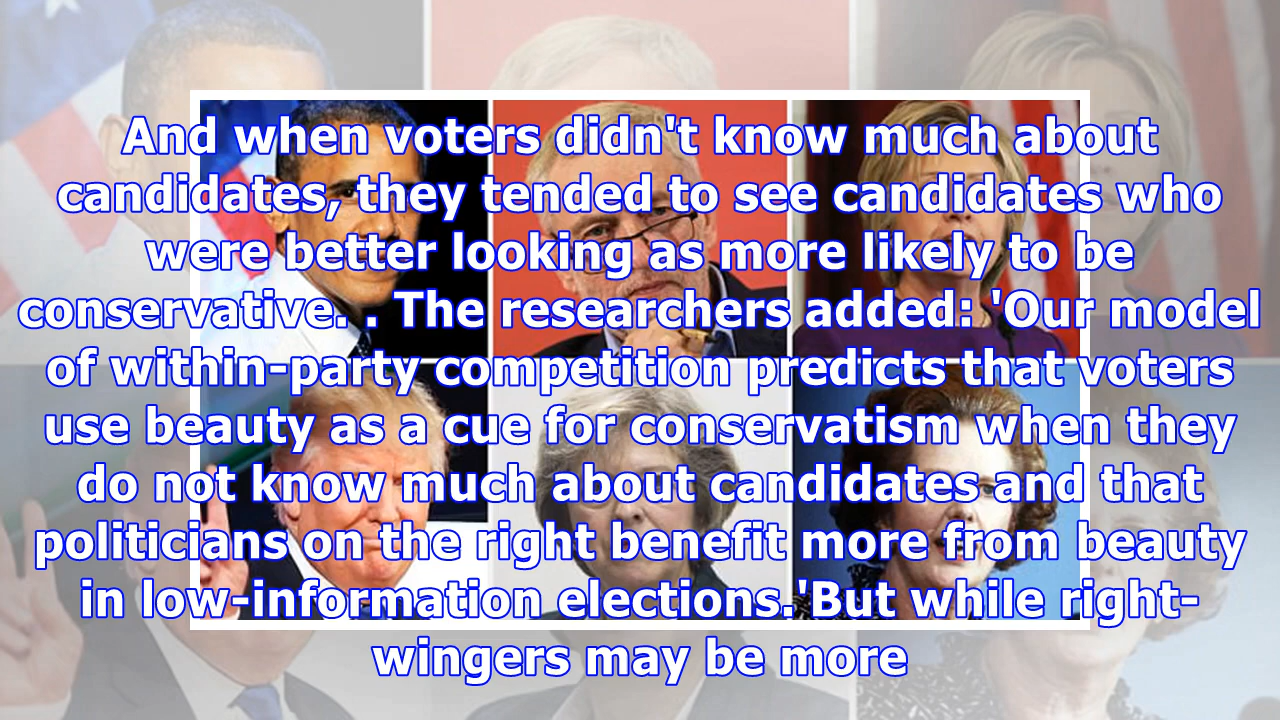 And when voters didn't know much about
candidates, they tended to see candidates who
were better looking as more likely to be
conservative. . The researchers added: 'Our model
of within-party competition predicts that voters
use beauty as a cue for conservatism when they
do not know much about candidates and that
politicians on the right benefit more from beauty
in low-information elections.'But while right-
wingers may be more